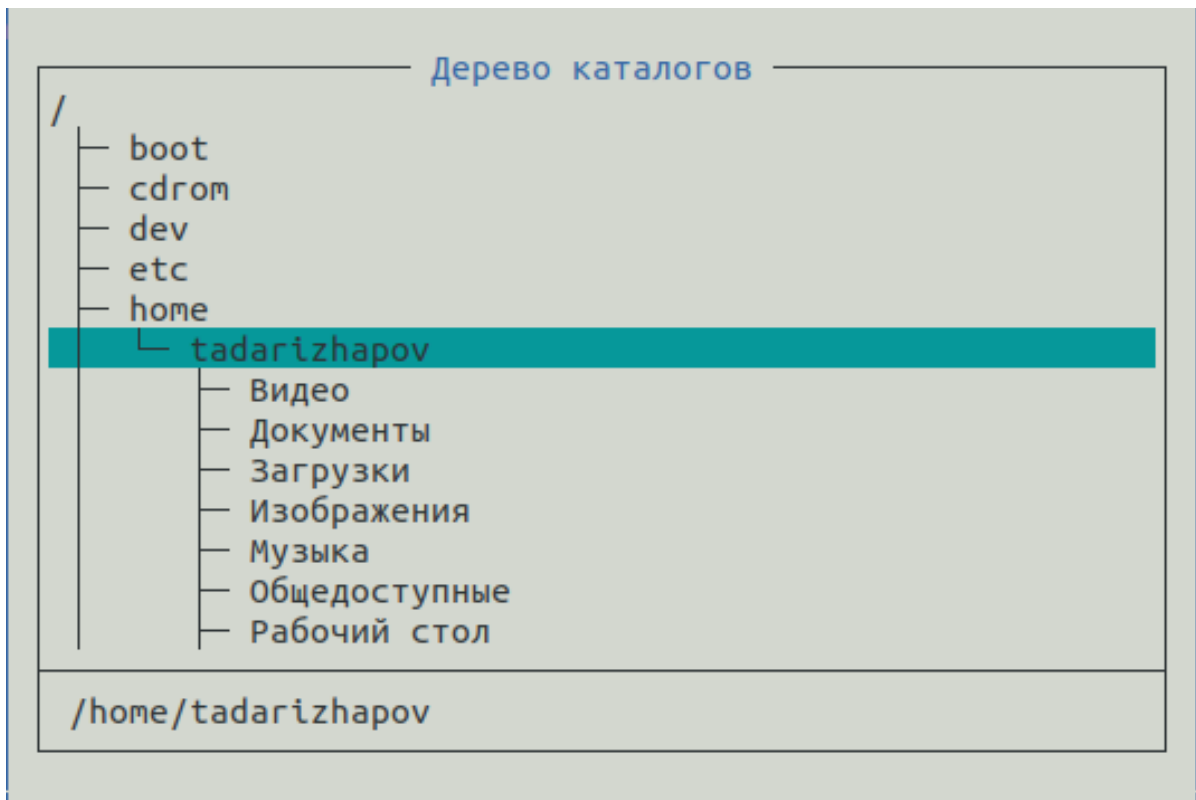 Дерево каталогов
/
boot
cdrom
dev
etc
home
tadarizhapov
Видео
Документы
Загрузки
Изображения
Музыка
Общедоступные
Рабочий стол
/home/tadarizhapov